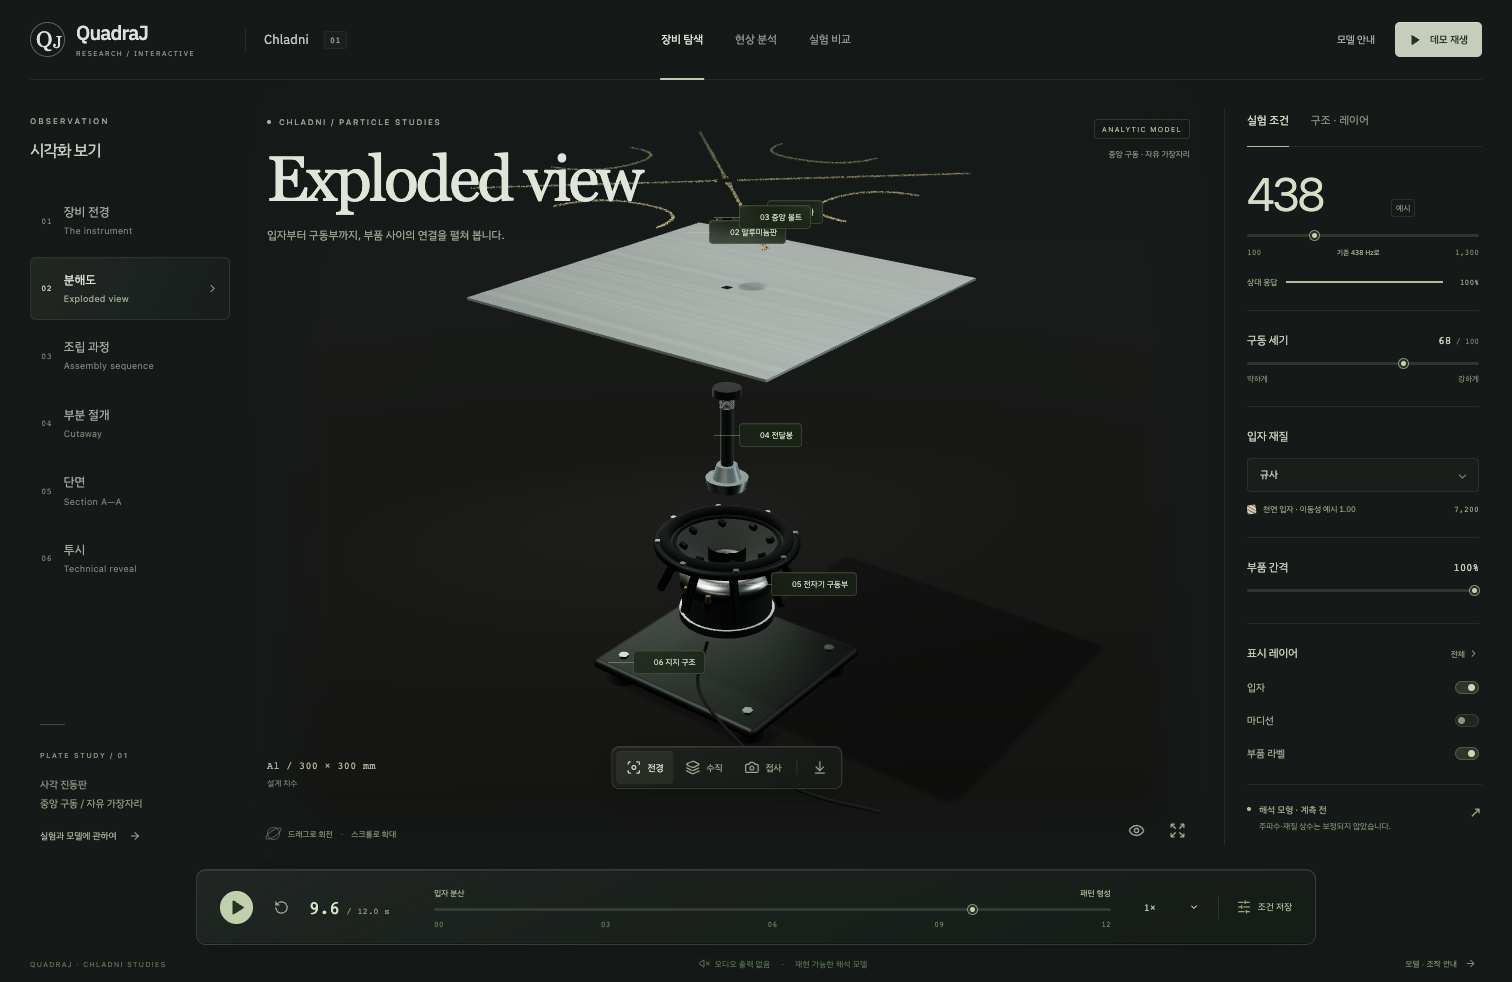 QJ
QuadraJ
RESEARCH / INTERACTIVE
Chladni
01
장비 탐색
현상 분석
실험 비교
모델 안내
데모 재생
OBSERVATION
시각화 보기
01
장비 전경
The instrument
02
분해도
Exploded view
03
조립 과정
Assembly sequence
04
부분 절개
Cutaway
05
단면
Section A—A
06
투시
Technical reveal
PLATE STUDY / 01
사각 진동판
중앙 구동 / 자유 가장자리
실험과 모델에 관하여
CHLADNI / PARTICLE STUDIES
Exploded view
입자부터 구동부까지, 부품 사이의 연결을 펼쳐 봅니다.
ANALYTIC MODEL
중앙 구동 · 자유 가장자리
03 중앙 볼트
02 알루미늄판
04 전달봉
05 전자기 구동부
06 지지 구조
Al / 300 × 300 mm
설계 치수
전경
수직
접사
드래그로 회전 · 스크롤로 확대
실험 조건
구조 · 레이어
438
예시
100
기준 438 Hz로
1,300
상대 응답
100%
구동 세기
68 / 100
약하게
강하게
입자 재질
규사
천연 입자 · 이동성 예시 1.00
7,200
부품 간격
100%
표시 레이어
전체
입자
마디선
부품 라벨
해석 모형 · 계측 전
주파수·재질 상수는 보정되지 않았습니다.
9.6 / 12.0 s
입자 분산
패턴 형성
00
03
06
09
12
1×
조건 저장
QUADRAJ · CHLADNI STUDIES
오디오 출력 없음 · 재현 가능한 해석 모델
모델 · 조작 안내